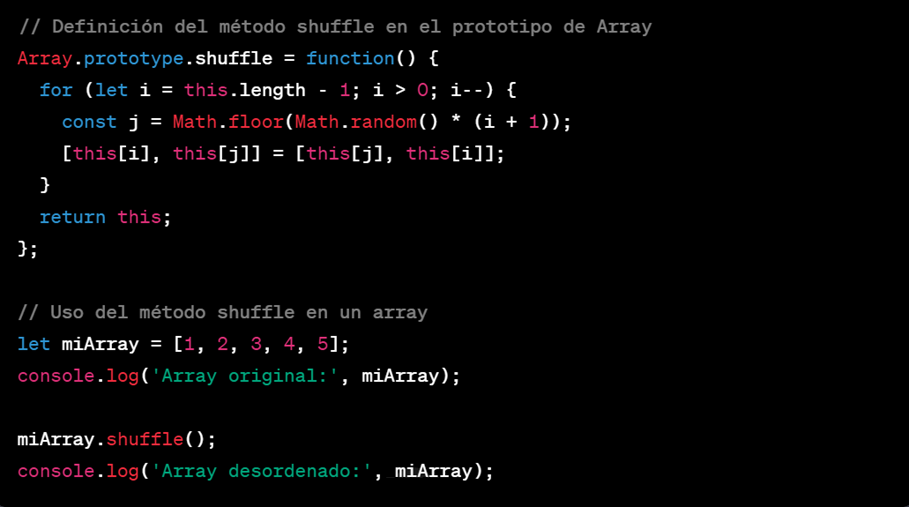 // Definición del método shuffle en el prototipo de Array
Array.prototype.shuffle = function() {
  for (let i = this.length - 1; i > 0; i--) {
    const j = Math.floor(Math.random() * (i + 1));
    [this[i], this[j]] = [this[j], this[i]];
  }
  return this;
};

// Uso del método shuffle en un array
let miArray = [1, 2, 3, 4, 5];
console.log('Array original:', miArray);

miArray.shuffle();
console.log('Array desordenado:', miArray);